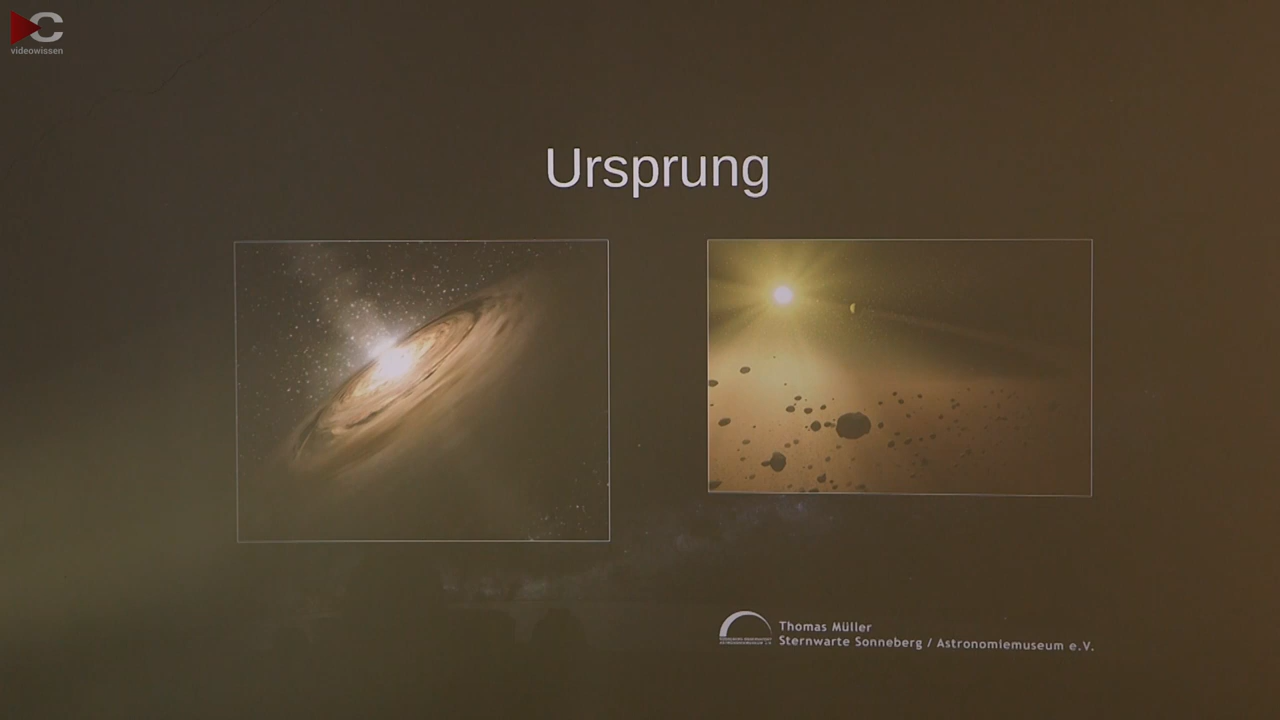 videowissen
Ursprung
Thomas Müller
Sternwarte Sonneberg / Astronomiemuseum e.V.